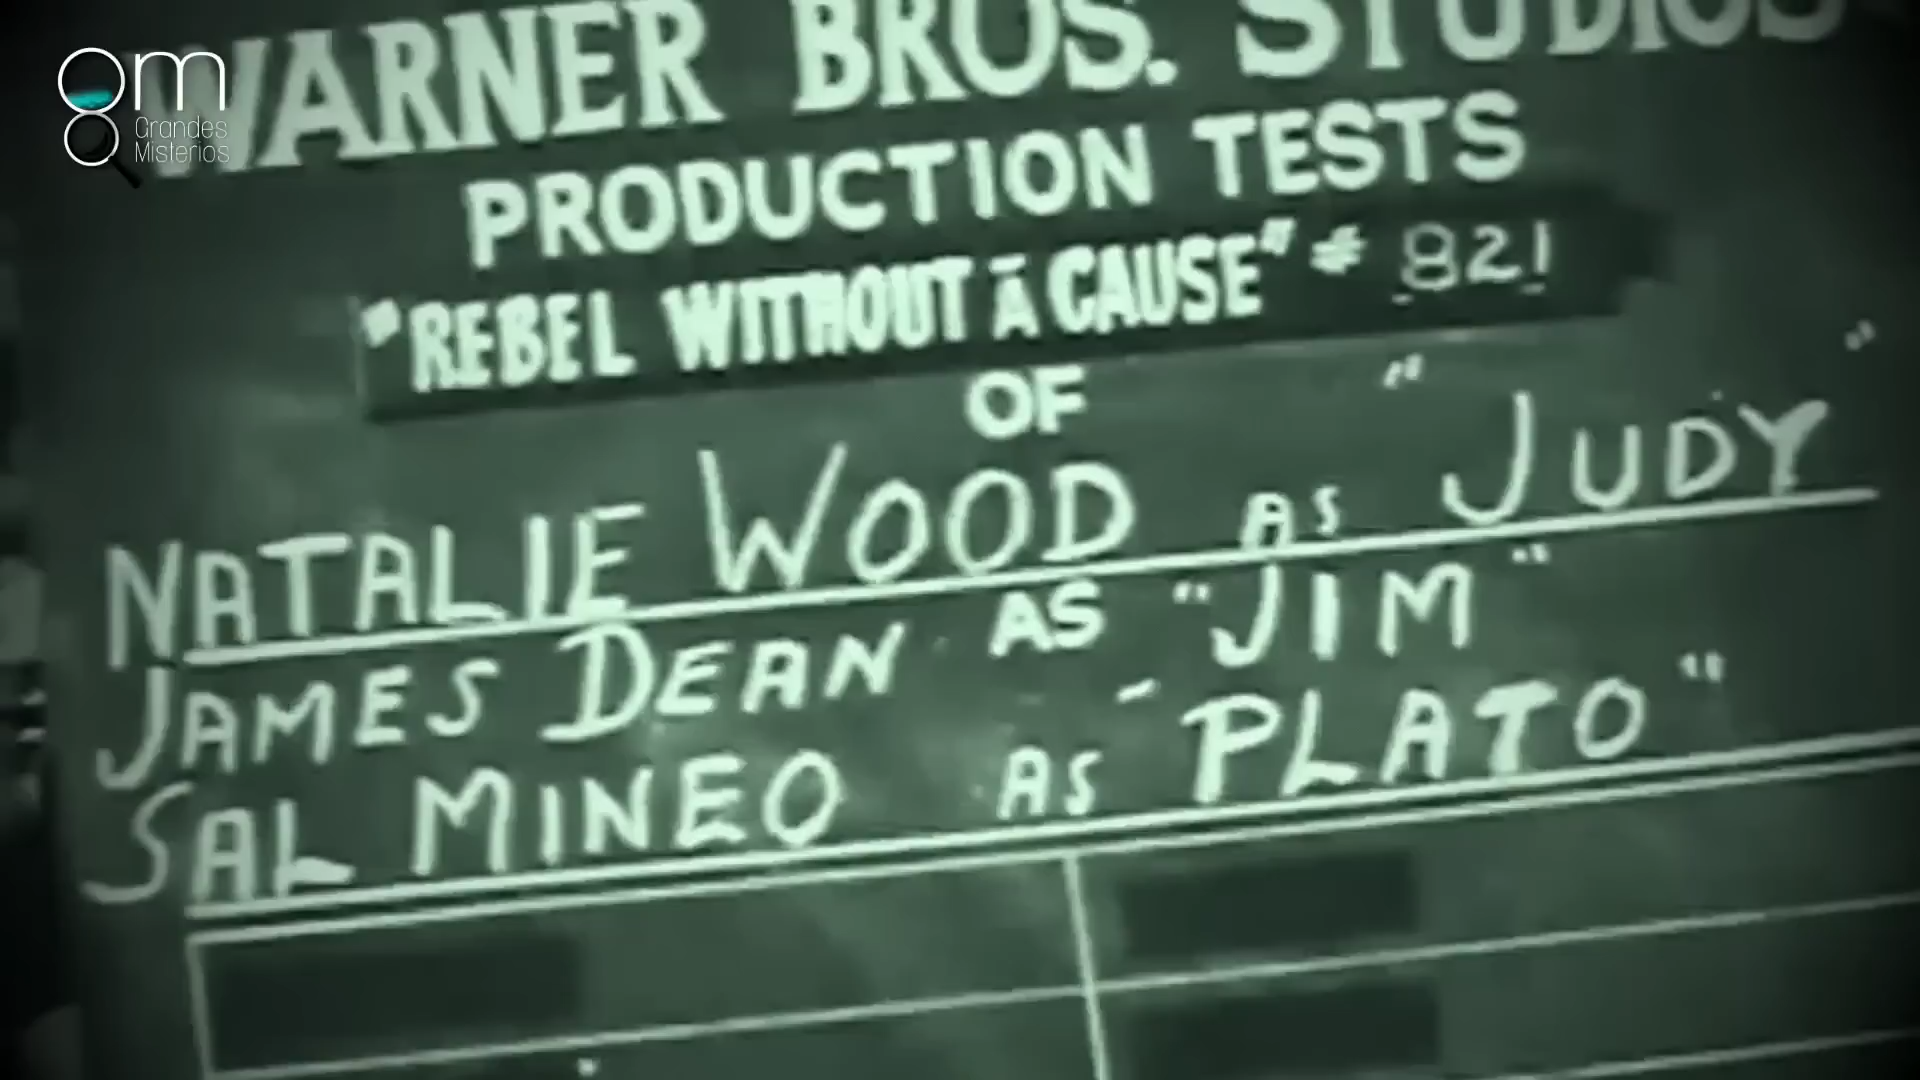 WARNER BROS. STUDIOS
PRODUCTION TESTS
"REBEL WITHOUT A CAUSE" # 821
OF
NATALIE WOOD AS "JUDY"
JAMES DEAN AS "JIM"
SAL MINEO AS "PLATO"
gm
Grandes
Misterios